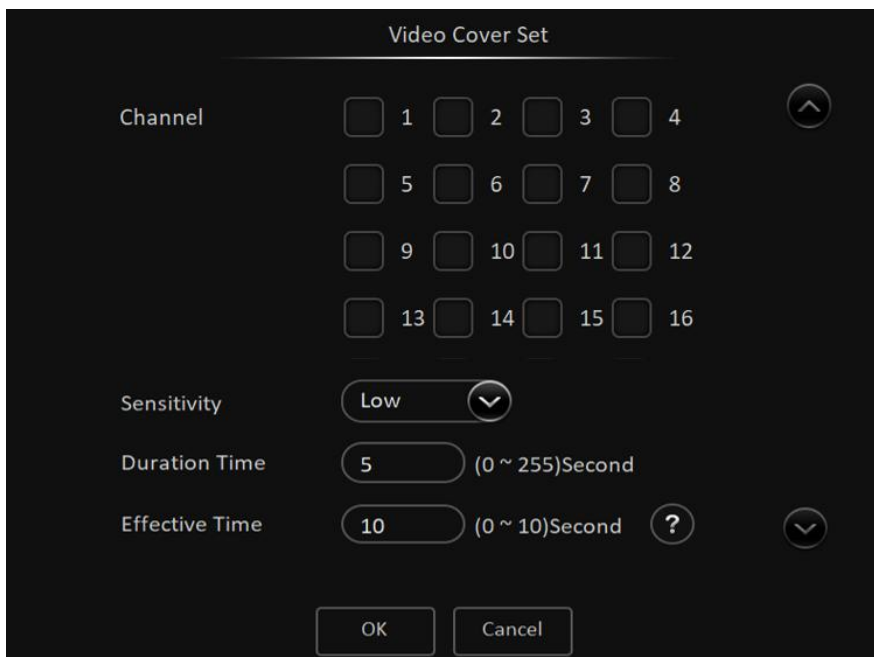 Video Cover Set
Channel 1 2 3 4
5 6 7 8
9 10 11 12
13 14 15 16
Sensitivity Low
Duration Time 5 (0 ~ 255)Second
Effective Time 10 (0 ~ 10)Second ?
OK Cancel